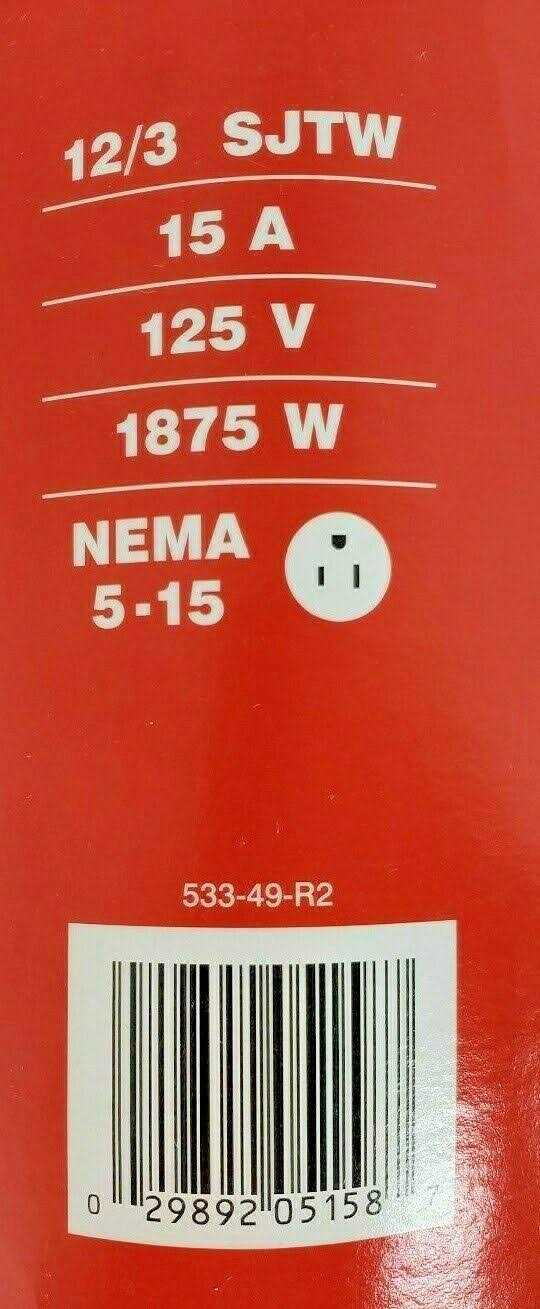 12/3 SJTW
15 A
125 V
1875 W
NEMA
5-15
533-49-R2
0 29892 05158 7